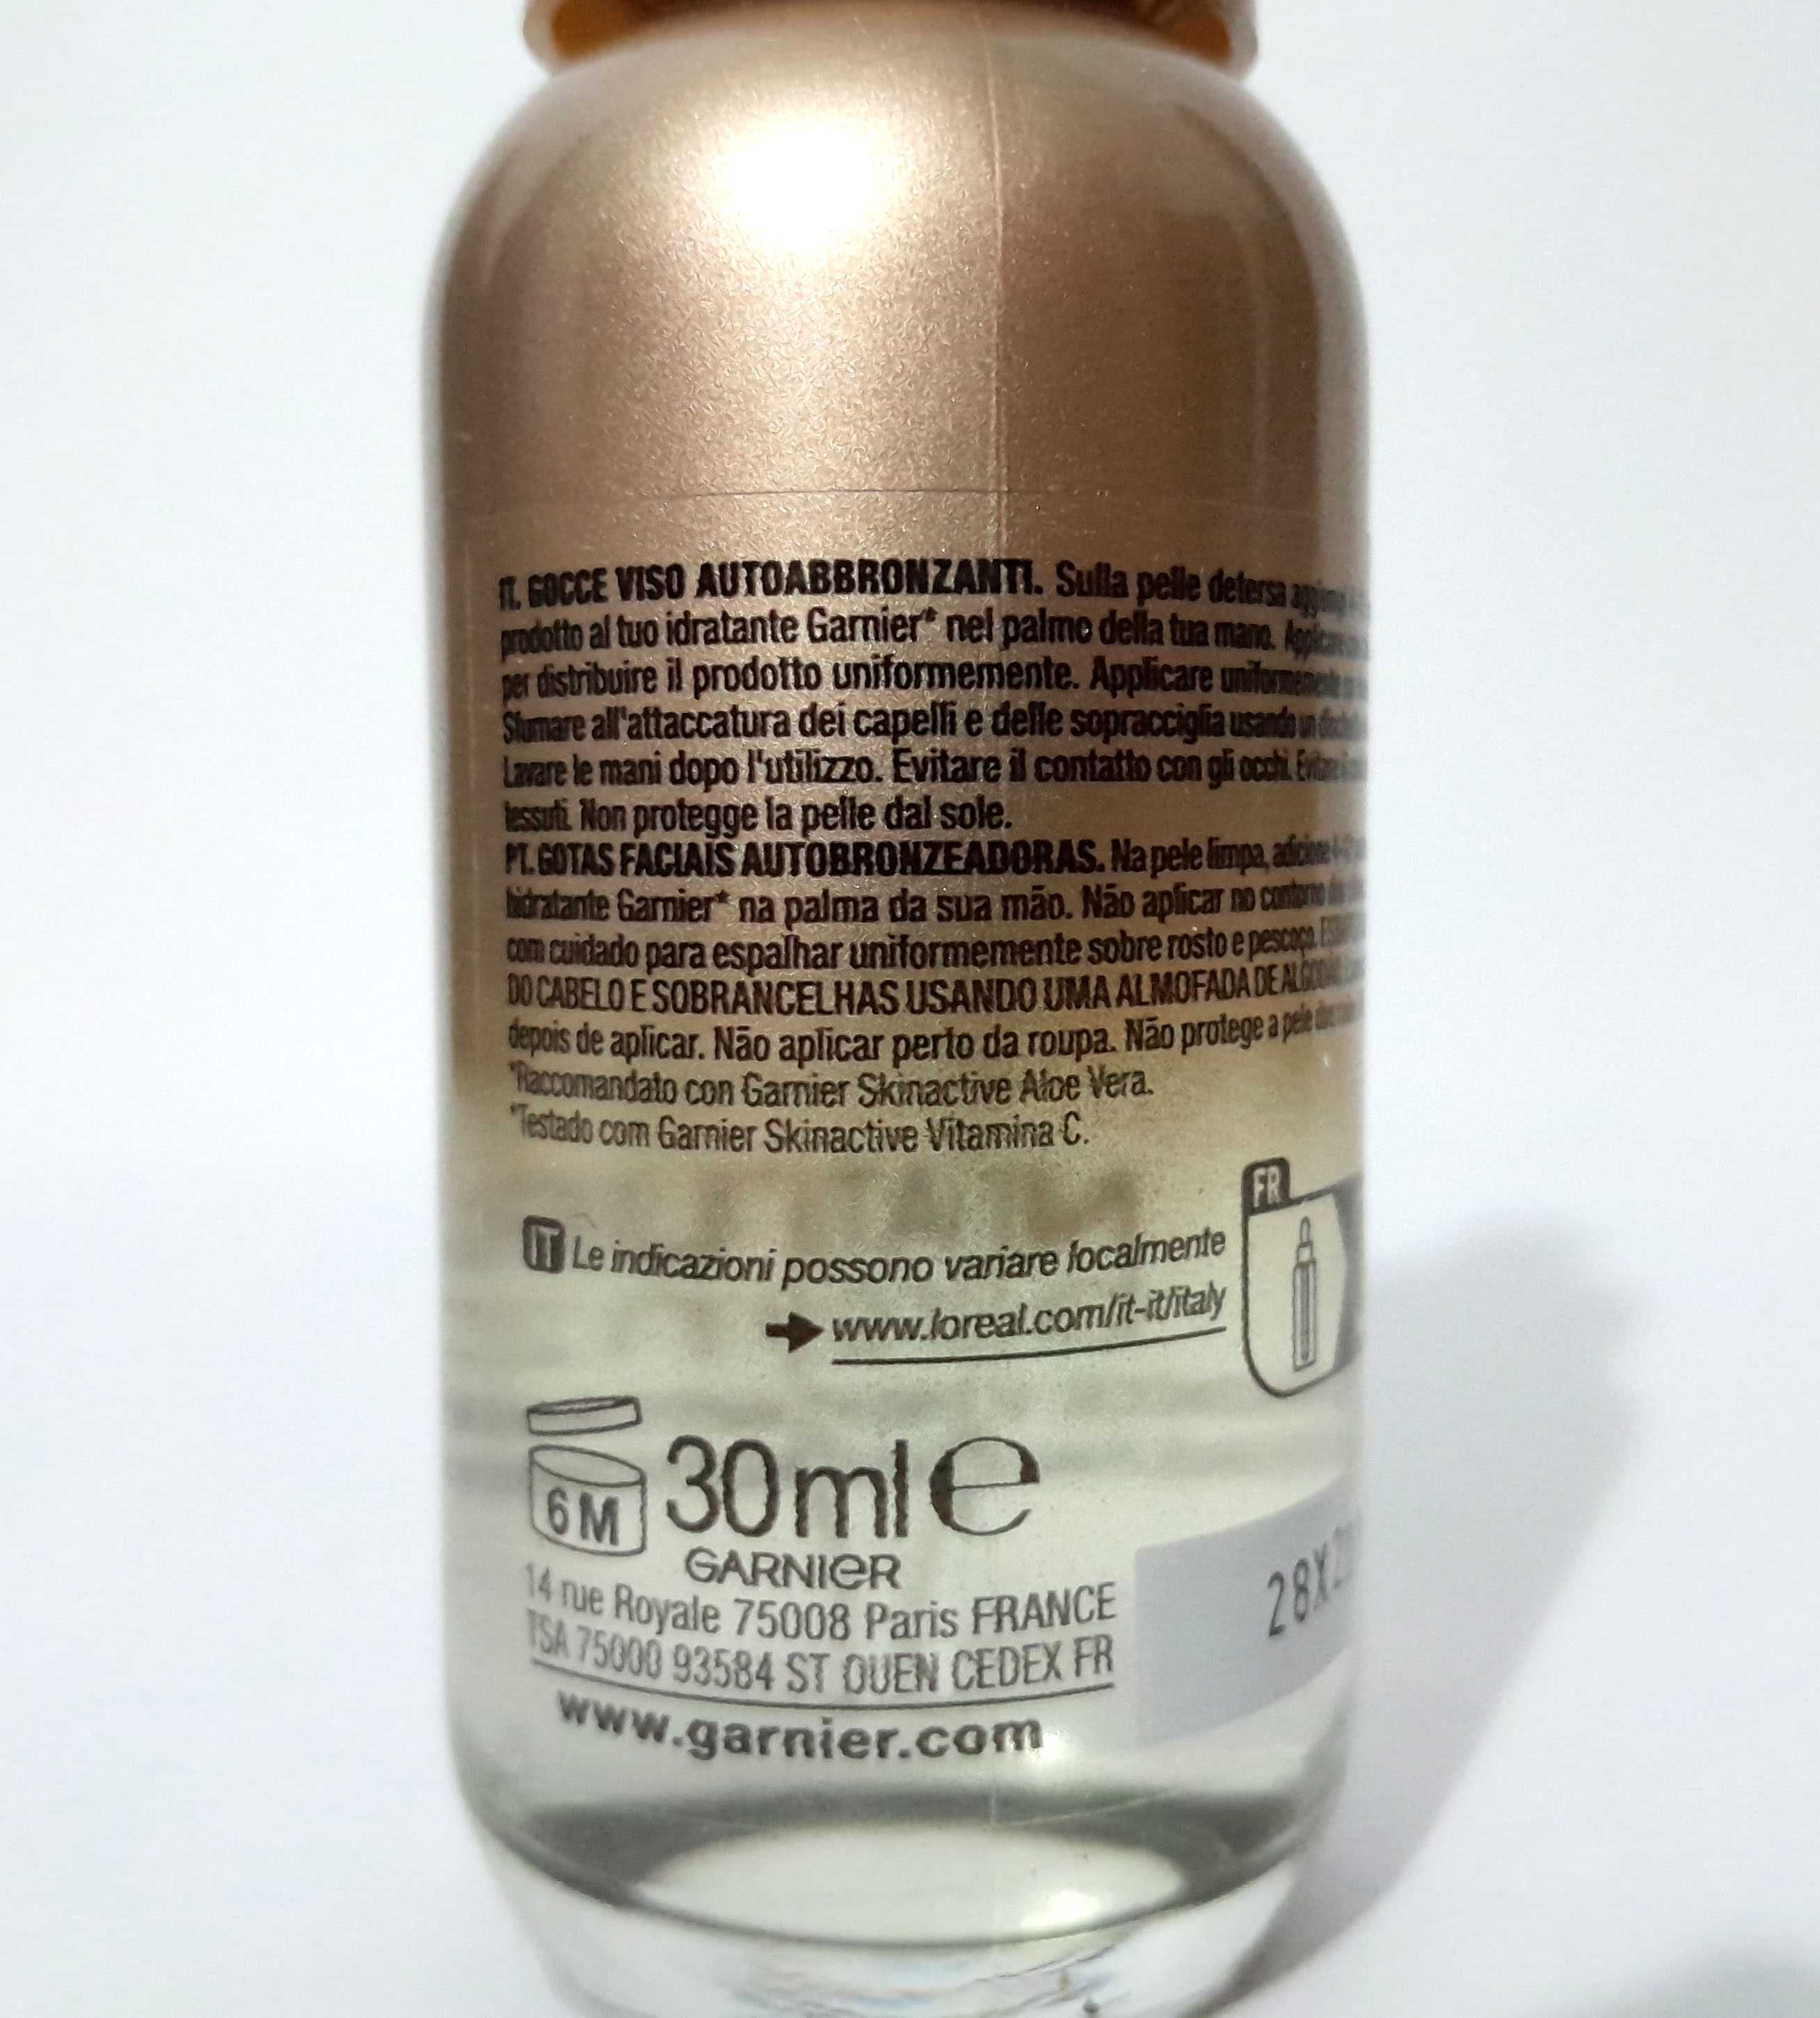 IT. GOCCE VISO AUTOABBRONZANTI. Sulla pelle detersa
prodotto al tuo idratante Garnier* nel palmo della tua mano. Applicare
per distribuire il prodotto uniformemente. Applicare uniformemente
Sfumare all'attaccatura dei capelli e delle sopracciglia usando un
Lavare le mani dopo l'utilizzo. Evitare il contatto con gli occhi.
tessuti. Non protegge la pelle dal sole.
PT. GOTAS FACIAIS AUTOBRONZEADORAS. Na pele limpa, adicione
hidratante Garnier* na palma da sua mão. Não aplicar no contorno
com cuidado para espalhar uniformemente sobre rosto e pescoço.
DO CABELO E SOBRANCELHAS USANDO UMA ALMOFADA DE
depois de aplicar. Não aplicar perto da roupa. Não protege a pele
*Raccomandato con Garnier Skinactive Aloe Vera.
*Testado com Garnier Skinactive Vitamina C.
FR
IT Le indicazioni possono variare localmente
www.loreal.com/it-it/italy
6M 30ml e
GARNIER
14 rue Royale 75008 Paris FRANCE
TSA 75000 93584 ST OUEN CEDEX FR
www.garnier.com